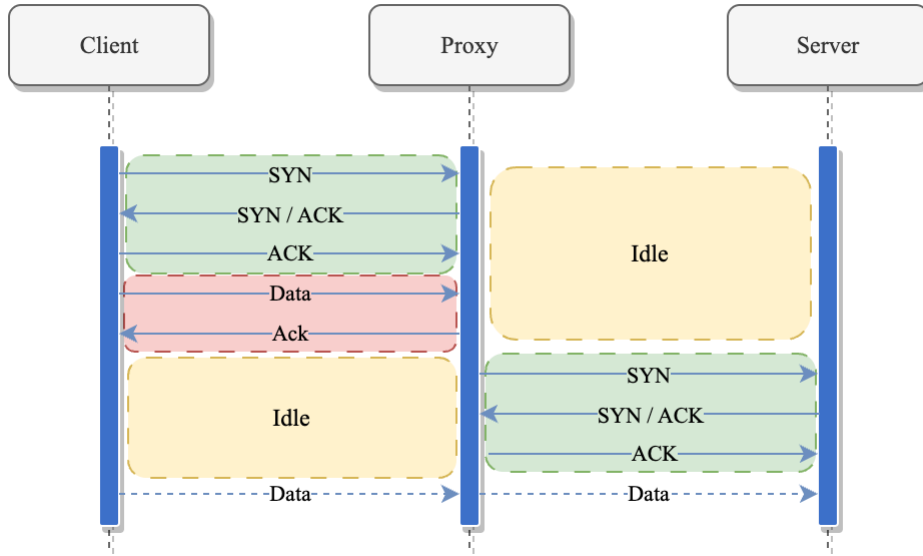 Client
Proxy
Server
SYN
SYN / ACK
ACK
Idle
Data
Ack
Idle
SYN
SYN / ACK
ACK
Data
Data